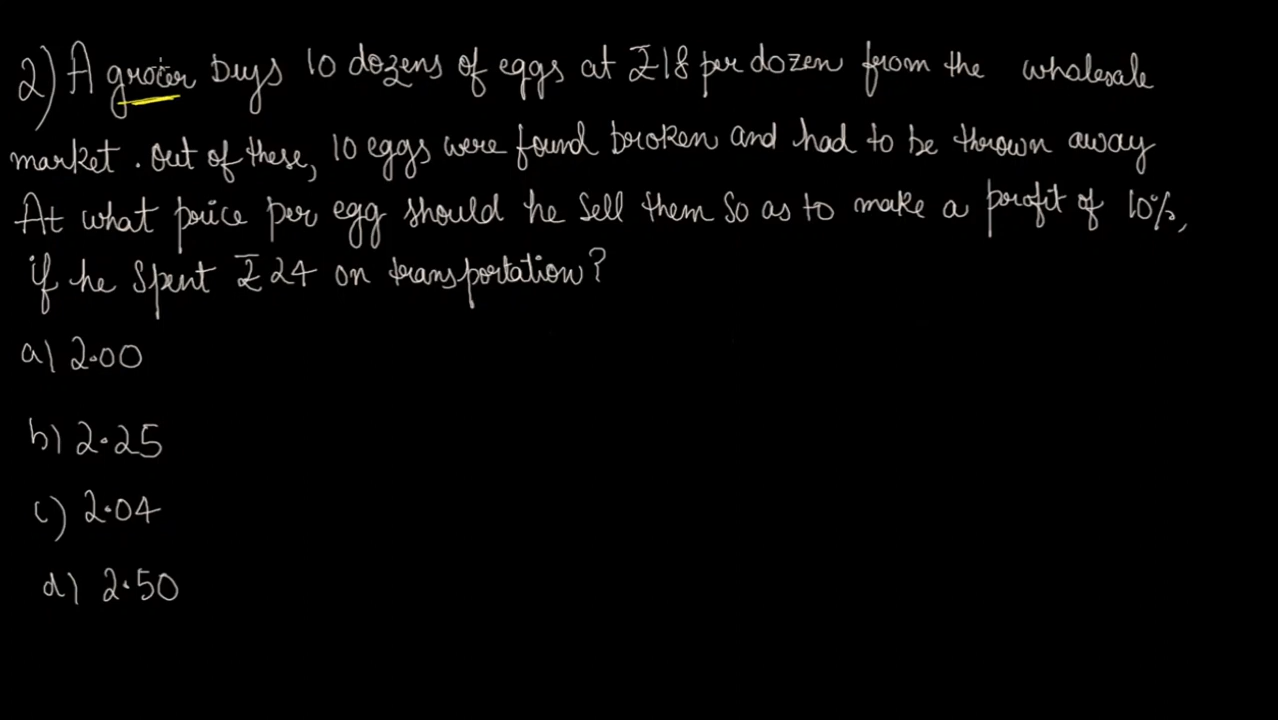 2) A grocer buys 10 dozens of eggs at ₹18 per dozen from the wholesale
market. Out of these, 10 eggs were found broken and had to be thrown away
At what price per egg should he sell them so as to make a profit of 10%,
if he spent ₹24 on transportation?
a) 2.00
b) 2.25
c) 2.04
d) 2.50